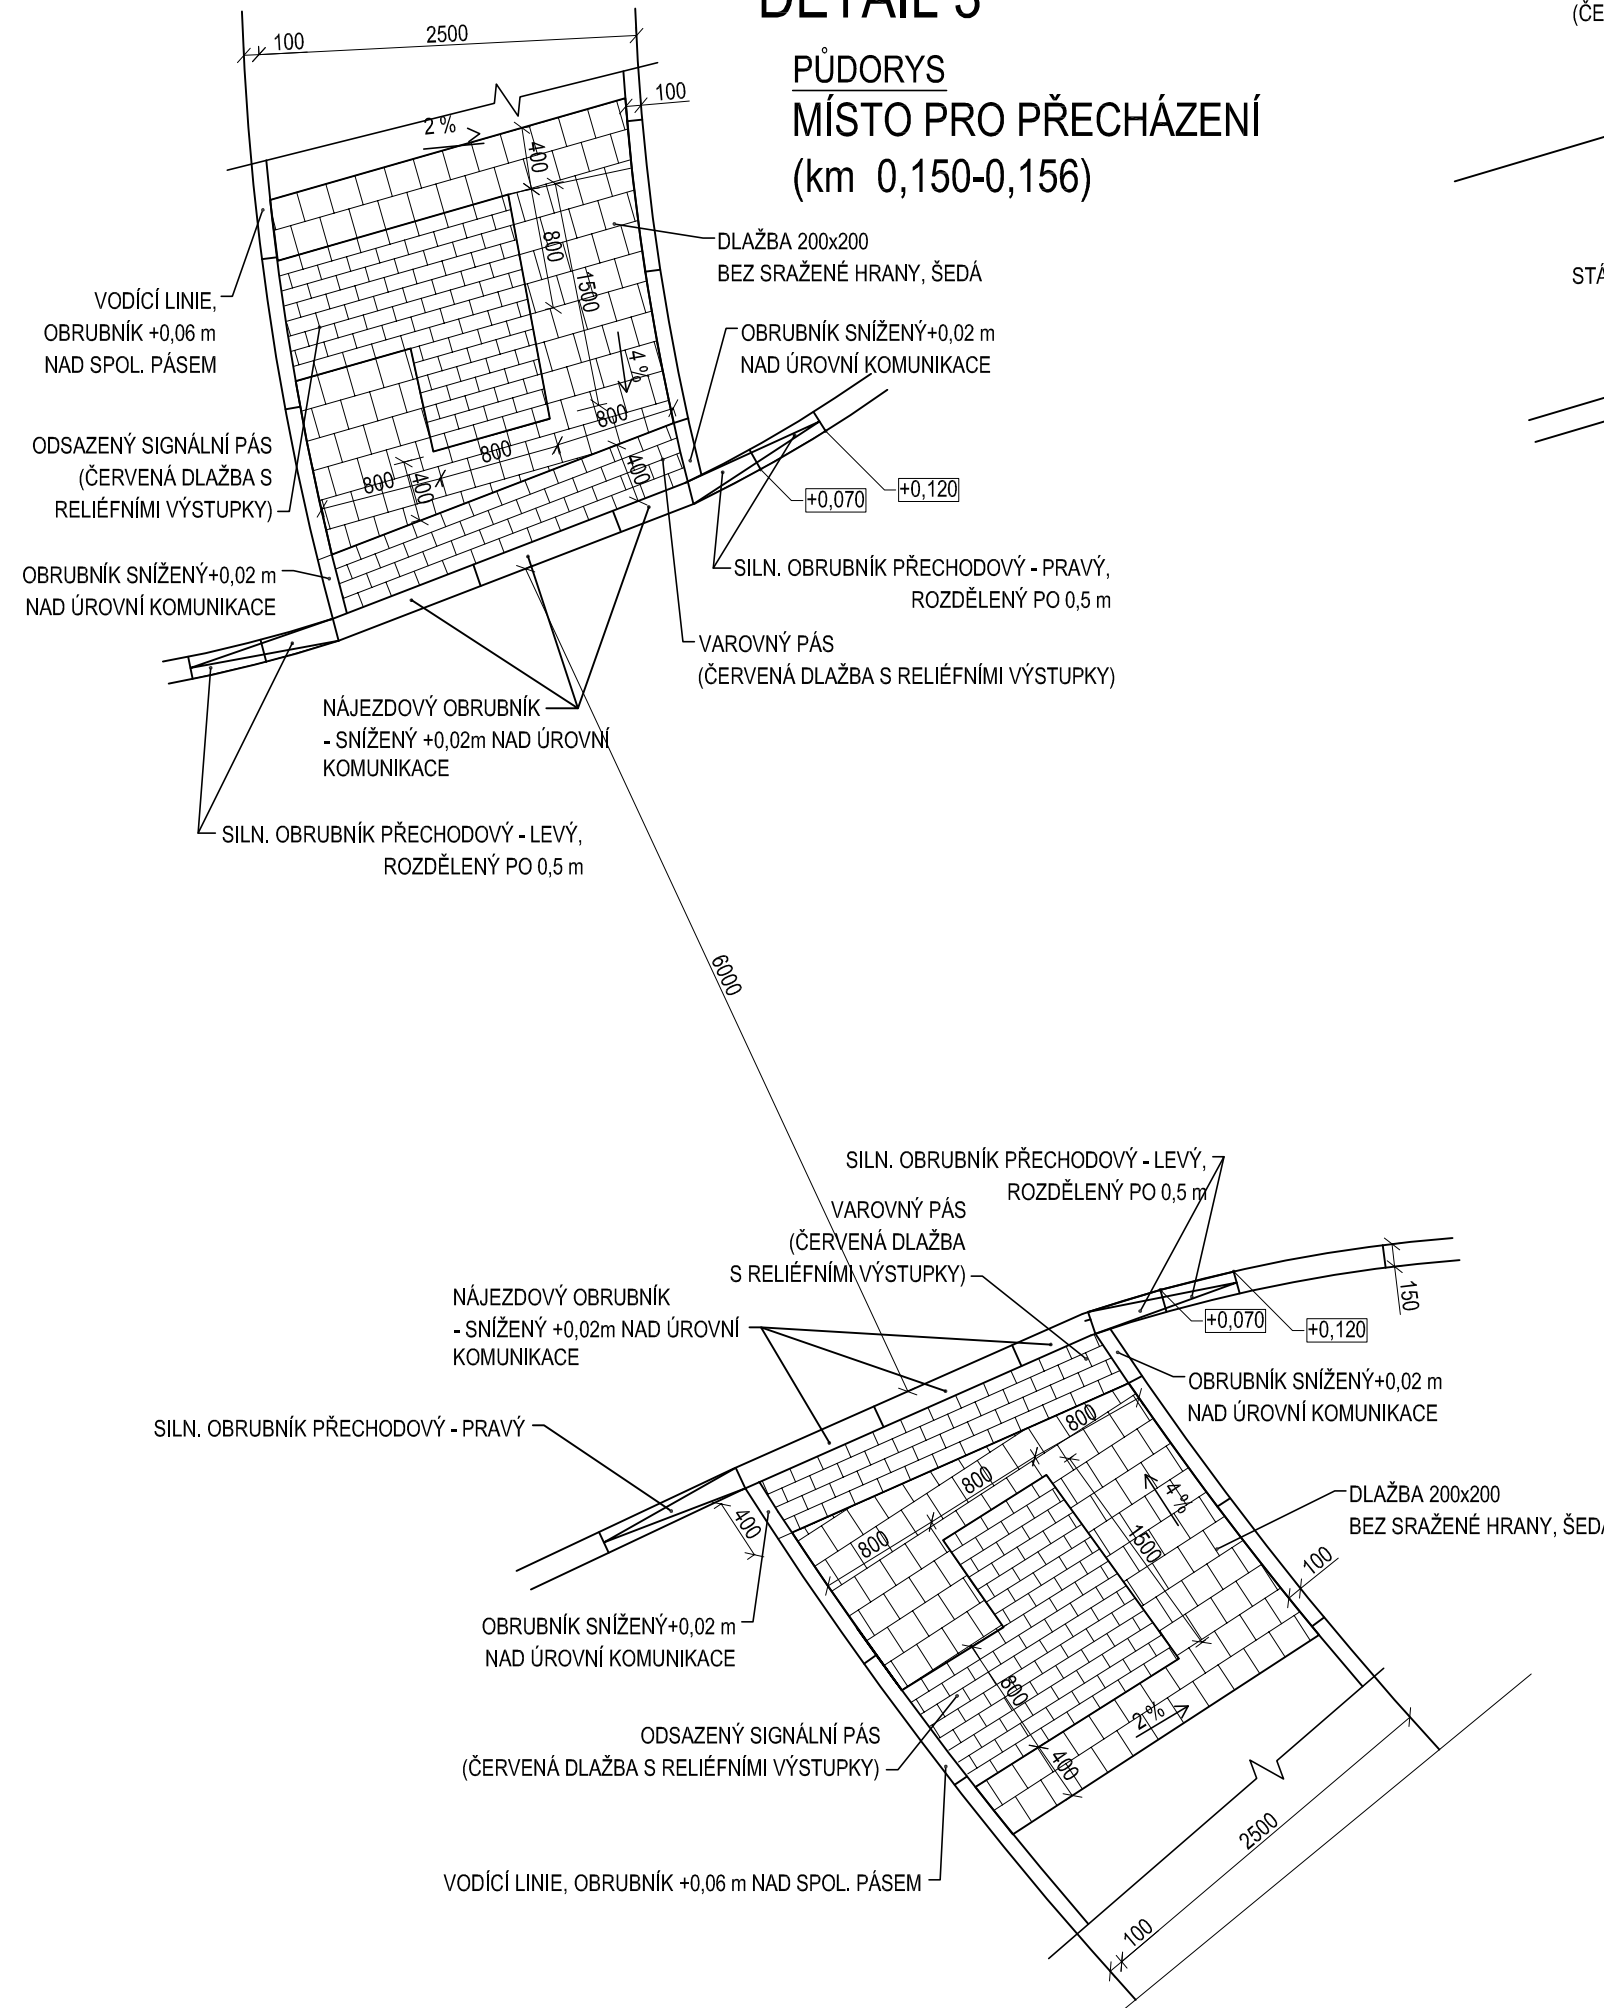 DETAIL 3
PŮDORYS
MÍSTO PRO PŘECHÁZENÍ
(km 0,150-0,156)
100
2500
100
2 %
400
800
1500
4 %
800
800
800
400
400
DLAŽBA 200x200
BEZ SRAŽENÉ HRANY, ŠEDÁ
VODÍCÍ LINIE,
OBRUBNÍK +0,06 m
NAD SPOL. PÁSEM
OBRUBNÍK SNÍŽENÝ+0,02 m
NAD ÚROVNÍ KOMUNIKACE
ODSAZENÝ SIGNÁLNÍ PÁS
(ČERVENÁ DLAŽBA S
RELIÉFNÍMI VÝSTUPKY)
+0,070
+0,120
OBRUBNÍK SNÍŽENÝ+0,02 m
NAD ÚROVNÍ KOMUNIKACE
SILN. OBRUBNÍK PŘECHODOVÝ - PRAVÝ,
ROZDĚLENÝ PO 0,5 m
VAROVNÝ PÁS
(ČERVENÁ DLAŽBA S RELIÉFNÍMI VÝSTUPKY)
NÁJEZDOVÝ OBRUBNÍK
- SNÍŽENÝ +0,02m NAD ÚROVNÍ
KOMUNIKACE
SILN. OBRUBNÍK PŘECHODOVÝ - LEVÝ,
ROZDĚLENÝ PO 0,5 m
6000
SILN. OBRUBNÍK PŘECHODOVÝ - LEVÝ,
ROZDĚLENÝ PO 0,5 m
VAROVNÝ PÁS
(ČERVENÁ DLAŽBA
S RELIÉFNÍMI VÝSTUPKY)
NÁJEZDOVÝ OBRUBNÍK
- SNÍŽENÝ +0,02m NAD ÚROVNÍ
KOMUNIKACE
150
+0,070
+0,120
OBRUBNÍK SNÍŽENÝ+0,02 m
NAD ÚROVNÍ KOMUNIKACE
SILN. OBRUBNÍK PŘECHODOVÝ - PRAVÝ
800
800
800
400
4 %
1500
DLAŽBA 200x200
BEZ SRAŽENÉ HRANY, ŠEDÁ
100
OBRUBNÍK SNÍŽENÝ+0,02 m
NAD ÚROVNÍ KOMUNIKACE
800
2 %
400
ODSAZENÝ SIGNÁLNÍ PÁS
(ČERVENÁ DLAŽBA S RELIÉFNÍMI VÝSTUPKY)
2500
VODÍCÍ LINIE, OBRUBNÍK +0,06 m NAD SPOL. PÁSEM
100
(ČE
STÁ